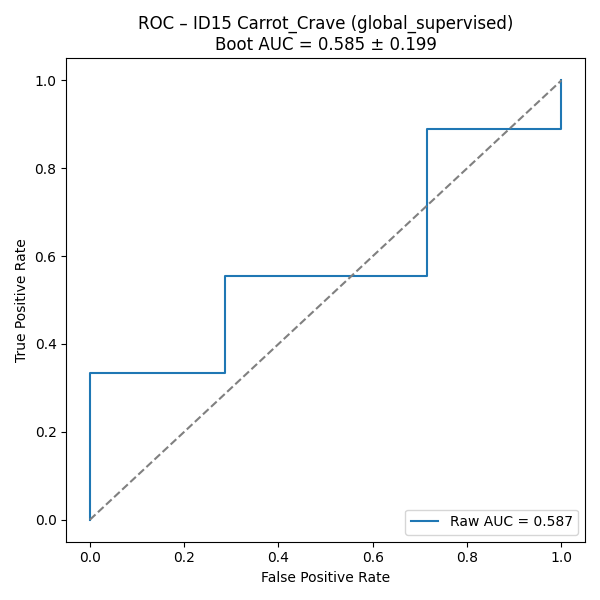 ROC – ID15 Carrot_Crave (global_supervised)
Boot AUC = 0.585 ± 0.199
1.0
0.8
0.6
0.4
0.2
0.0
True Positive Rate
Raw AUC = 0.587
0.0 0.2 0.4 0.6 0.8 1.0
False Positive Rate